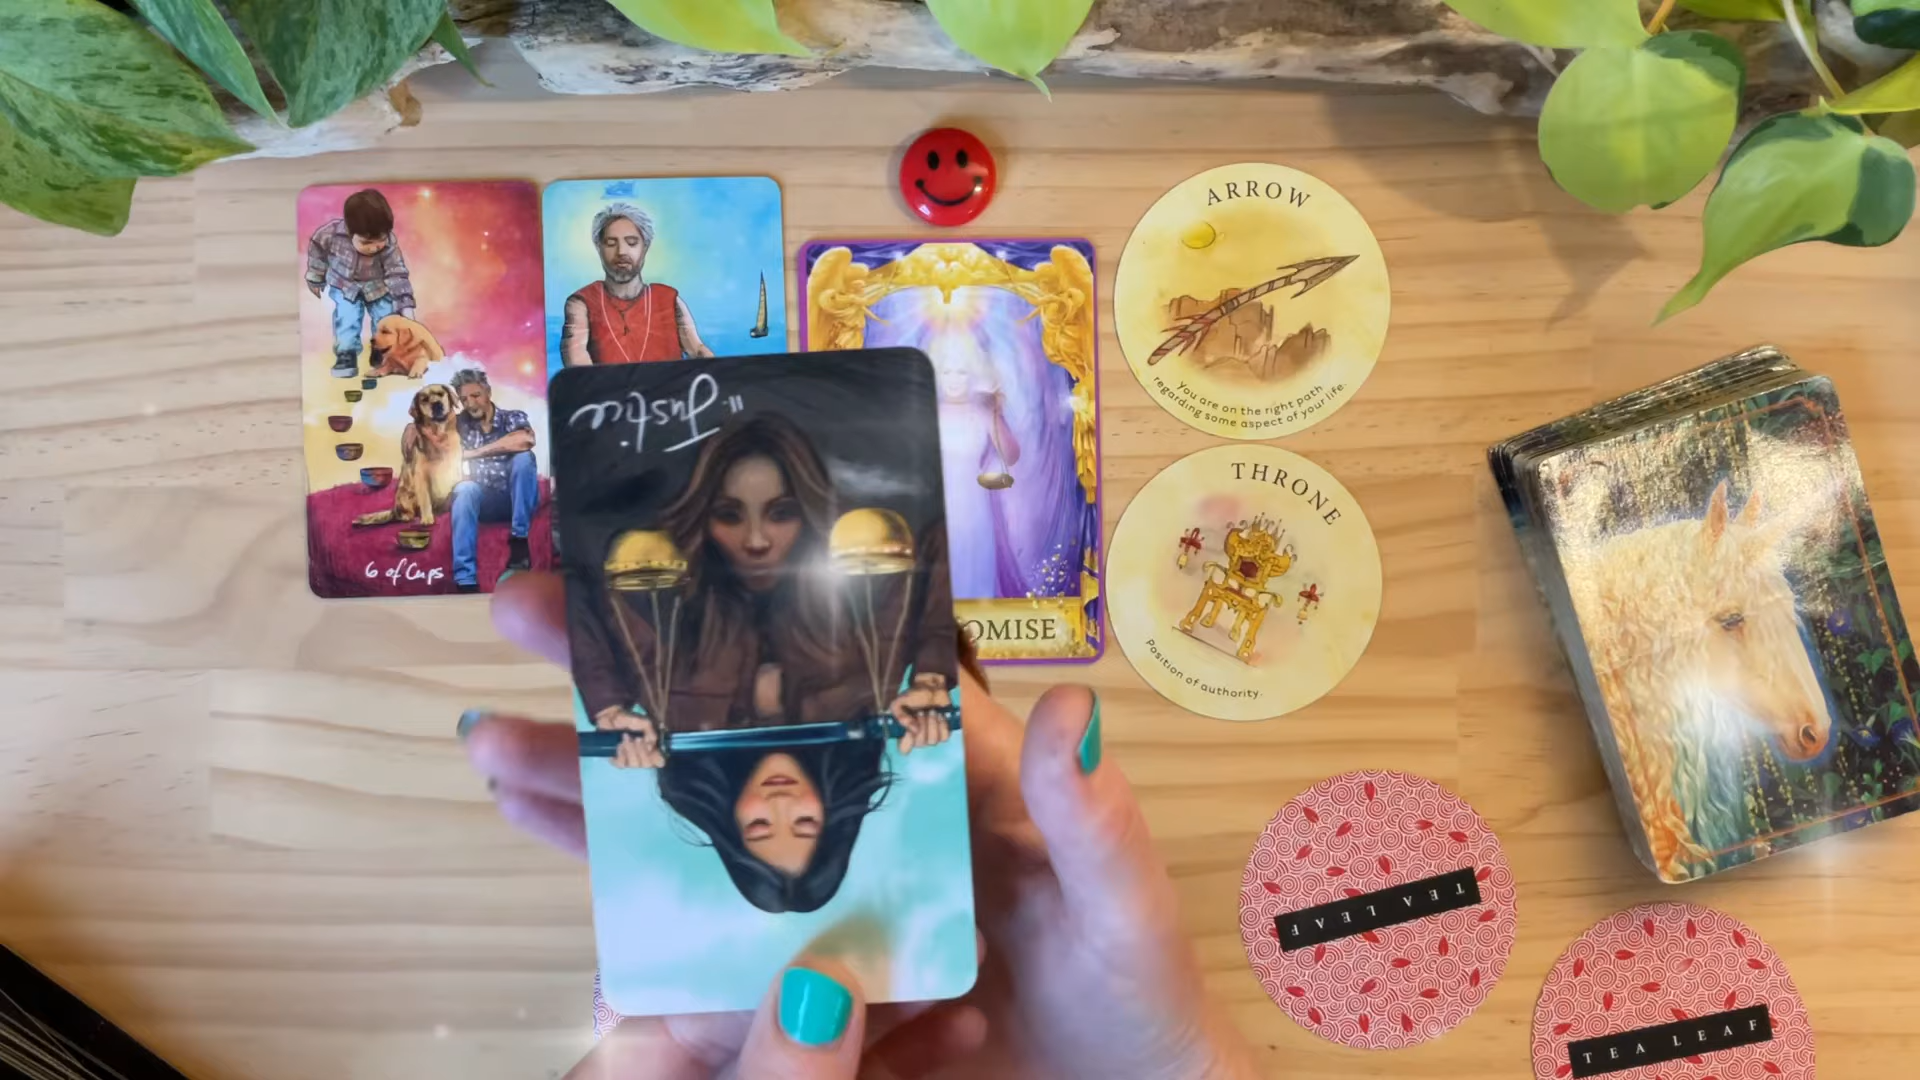 6 of Cups
11. Justice
OMISE
ARROW
You are on the right path
regarding some aspect of your life.
THRONE
Position of authority.
TEA LEAF
TEA LEAF